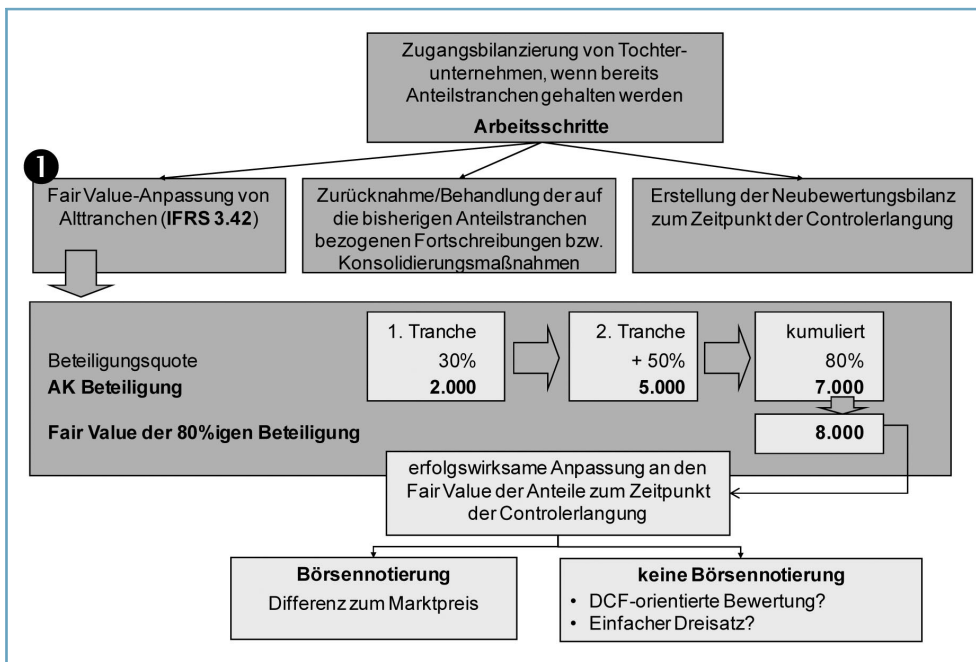 Zugangsbilanzierung von Tochter-
unternehmen, wenn bereits
Anteilstranchen gehalten werden
Arbeitsschritte
1
Fair Value-Anpassung von
Alttranchen (IFRS 3.42)
Zurücknahme/Behandlung der auf
die bisherigen Anteilstranchen
bezogenen Fortschreibungen bzw.
Konsolidierungsmaßnahmen
Erstellung der Neubewertungsbilanz
zum Zeitpunkt der Controlerlangung
1. Tranche
2. Tranche
kumuliert
Beteiligungsquote
30%
+ 50%
80%
AK Beteiligung
2.000
5.000
7.000
Fair Value der 80%igen Beteiligung
8.000
erfolgswirksame Anpassung an den
Fair Value der Anteile zum Zeitpunkt
der Controlerlangung
Börsennotierung
Differenz zum Marktpreis
keine Börsennotierung
• DCF-orientierte Bewertung?
• Einfacher Dreisatz?